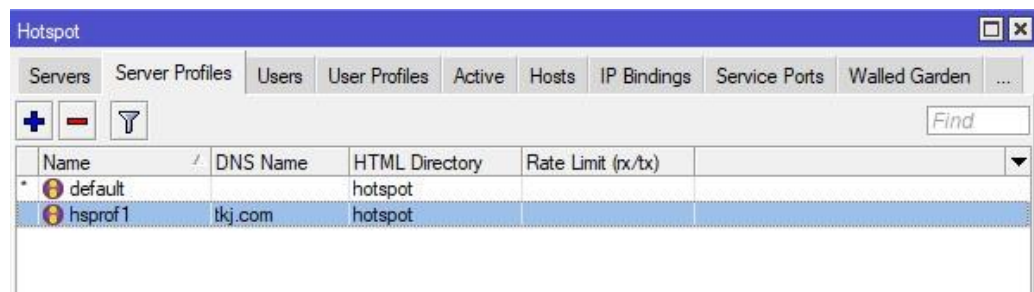 Hotspot
Servers Server Profiles Users User Profiles Active Hosts IP Bindings Service Ports Walled Garden ...
Find
Name DNS Name HTML Directory Rate Limit (rx/tx)
* default hotspot
hsprof1 tkj.com hotspot